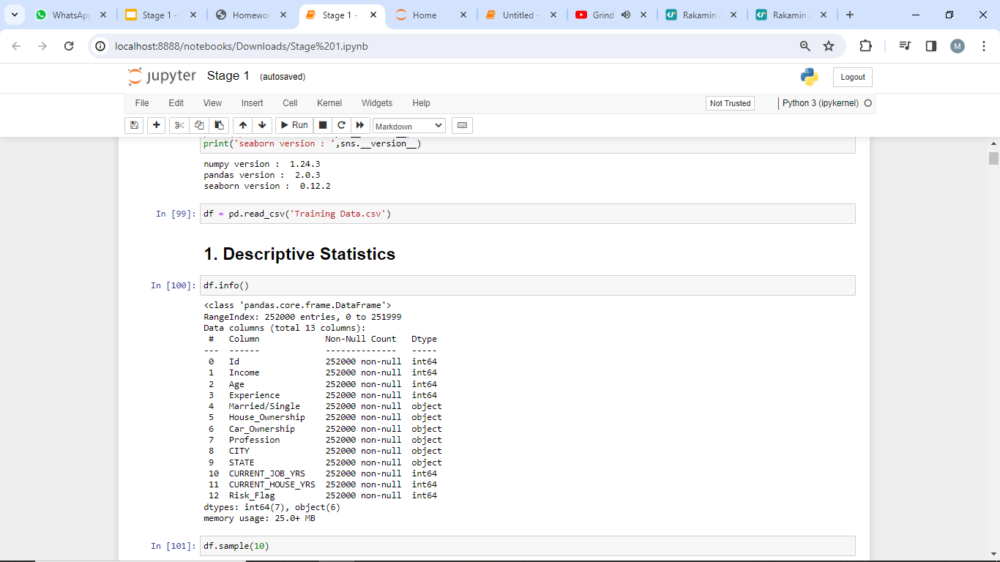 WhatsApp
Stage 1 -
Homewor
Stage 1 -
Home
Untitled -
Grind
Rakamin
Rakamin
localhost:8888/notebooks/Downloads/Stage%201.ipynb
M
jupyter Stage 1 (autosaved)
Logout
File Edit View Insert Cell Kernel Widgets Help
Not Trusted
Python 3 (ipykernel)
Run
Markdown
print('seaborn version : ',sns.__version__)
numpy version :  1.24.3
pandas version :  2.0.3
seaborn version :  0.12.2
In [99]: df = pd.read_csv('Training Data.csv')
1. Descriptive Statistics
In [100]: df.info()
<class 'pandas.core.frame.DataFrame'>
RangeIndex: 252000 entries, 0 to 251999
Data columns (total 13 columns):
 #   Column             Non-Null Count   Dtype
---  ------             --------------   -----
 0   Id                 252000 non-null  int64
 1   Income             252000 non-null  int64
 2   Age                252000 non-null  int64
 3   Experience         252000 non-null  int64
 4   Married/Single     252000 non-null  object
 5   House_Ownership    252000 non-null  object
 6   Car_Ownership      252000 non-null  object
 7   Profession         252000 non-null  object
 8   CITY               252000 non-null  object
 9   STATE              252000 non-null  object
 10  CURRENT_JOB_YRS    252000 non-null  int64
 11  CURRENT_HOUSE_YRS  252000 non-null  int64
 12  Risk_Flag          252000 non-null  int64
dtypes: int64(7), object(6)
memory usage: 25.0+ MB
In [101]: df.sample(10)